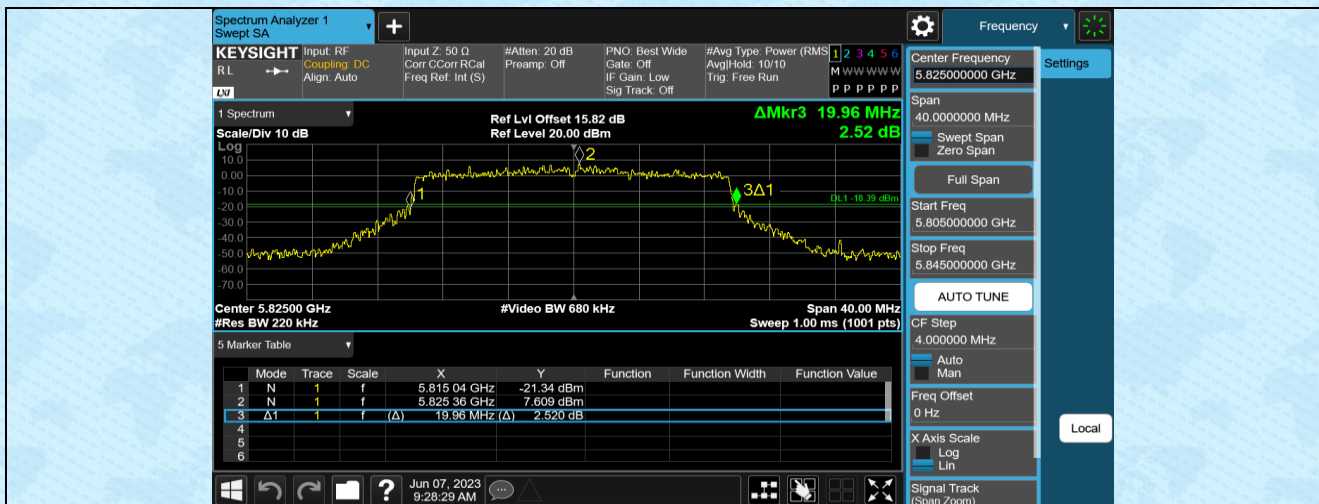 Spectrum Analyzer 1
Swept SA
+
Frequency
KEYSIGHT
R L
LXI
Input: RF
Coupling: DC
Align: Auto
Input Z: 50 Ω
Corr CCorr RCal
Freq Ref: Int (S)
#Atten: 20 dB
Preamp: Off
PNO: Best Wide
Gate: Off
IF Gain: Low
Sig Track: Off
#Avg Type: Power (RMS
Avg|Hold: 10/10
Trig: Free Run
1 2 3 4 5 6
M W W W W W
P P P P P P
1 Spectrum
Scale/Div 10 dB
Ref Lvl Offset 15.82 dB
Ref Level 20.00 dBm
ΔMkr3 19.96 MHz
2.52 dB
Log
10.0
0.00
-10.0
-20.0
-30.0
-40.0
-50.0
-60.0
-70.0
1
2
3Δ1
DL1 -18.39 dBm
Center 5.82500 GHz
#Video BW 680 kHz
Span 40.00 MHz
#Res BW 220 kHz
Sweep 1.00 ms (1001 pts)
5 Marker Table
Mode Trace Scale X Y Function Function Width Function Value
1 N 1 f 5.815 04 GHz -21.34 dBm
2 N 1 f 5.825 36 GHz 7.609 dBm
3 Δ1 1 f (Δ) 19.96 MHz (Δ) 2.520 dB
4
5
6
?
Jun 07, 2023
9:28:29 AM
Center Frequency
5.825000000 GHz
Settings
Span
40.0000000 MHz
Swept Span
Zero Span
Full Span
Start Freq
5.805000000 GHz
Stop Freq
5.845000000 GHz
AUTO TUNE
CF Step
4.000000 MHz
Auto
Man
Freq Offset
0 Hz
Local
X Axis Scale
Log
Lin
Signal Track
(Span Zoom)